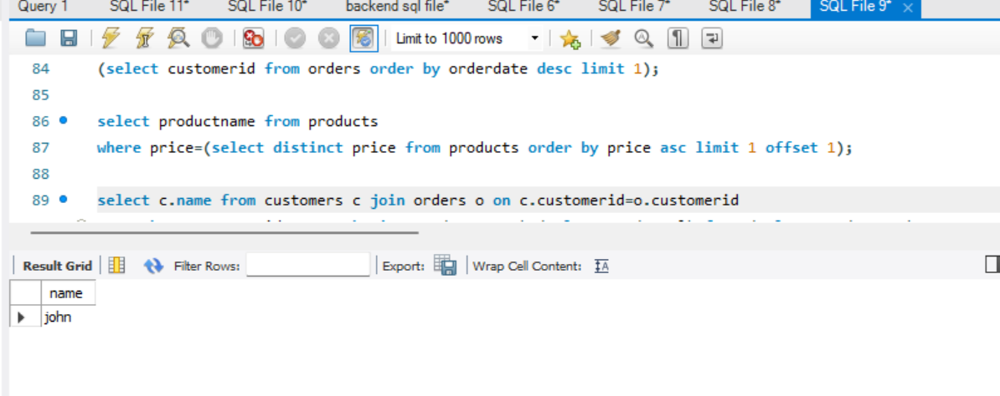 Query 1 SQL File 11* SQL File 10* backend sql file* SQL File 6* SQL File 7* SQL File 8* SQL File 9* ×
Limit to 1000 rows
84 (select customerid from orders order by orderdate desc limit 1);
85
86 select productname from products
87 where price=(select distinct price from products order by price asc limit 1 offset 1);
88
89 select c.name from customers c join orders o on c.customerid=o.customerid
Result Grid Filter Rows: Export: Wrap Cell Content: IA
name
john